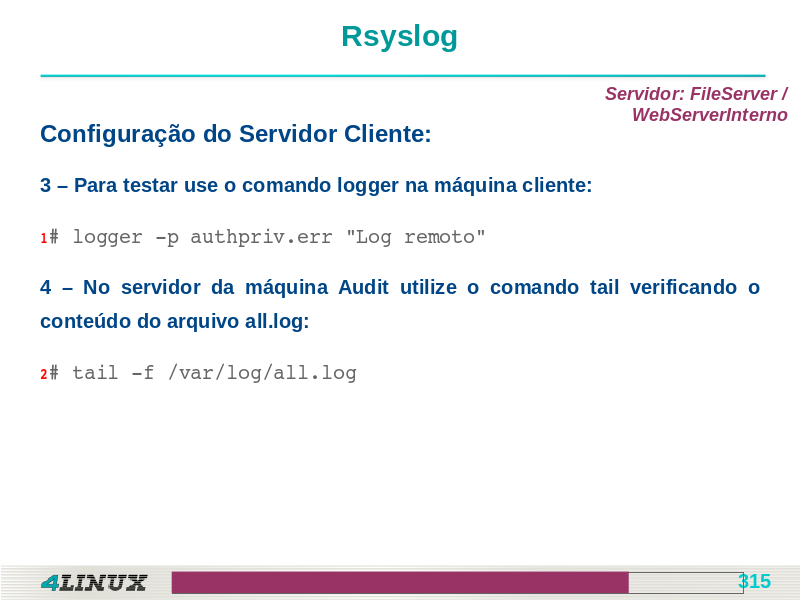 Rsyslog
Servidor: FileServer /
WebServerInterno
Configuração do Servidor Cliente:
3 – Para testar use o comando logger na máquina cliente:
1# logger -p authpriv.err "Log remoto"
4 – No servidor da máquina Audit utilize o comando tail verificando o
conteúdo do arquivo all.log:
2# tail -f /var/log/all.log
4LINUX
315